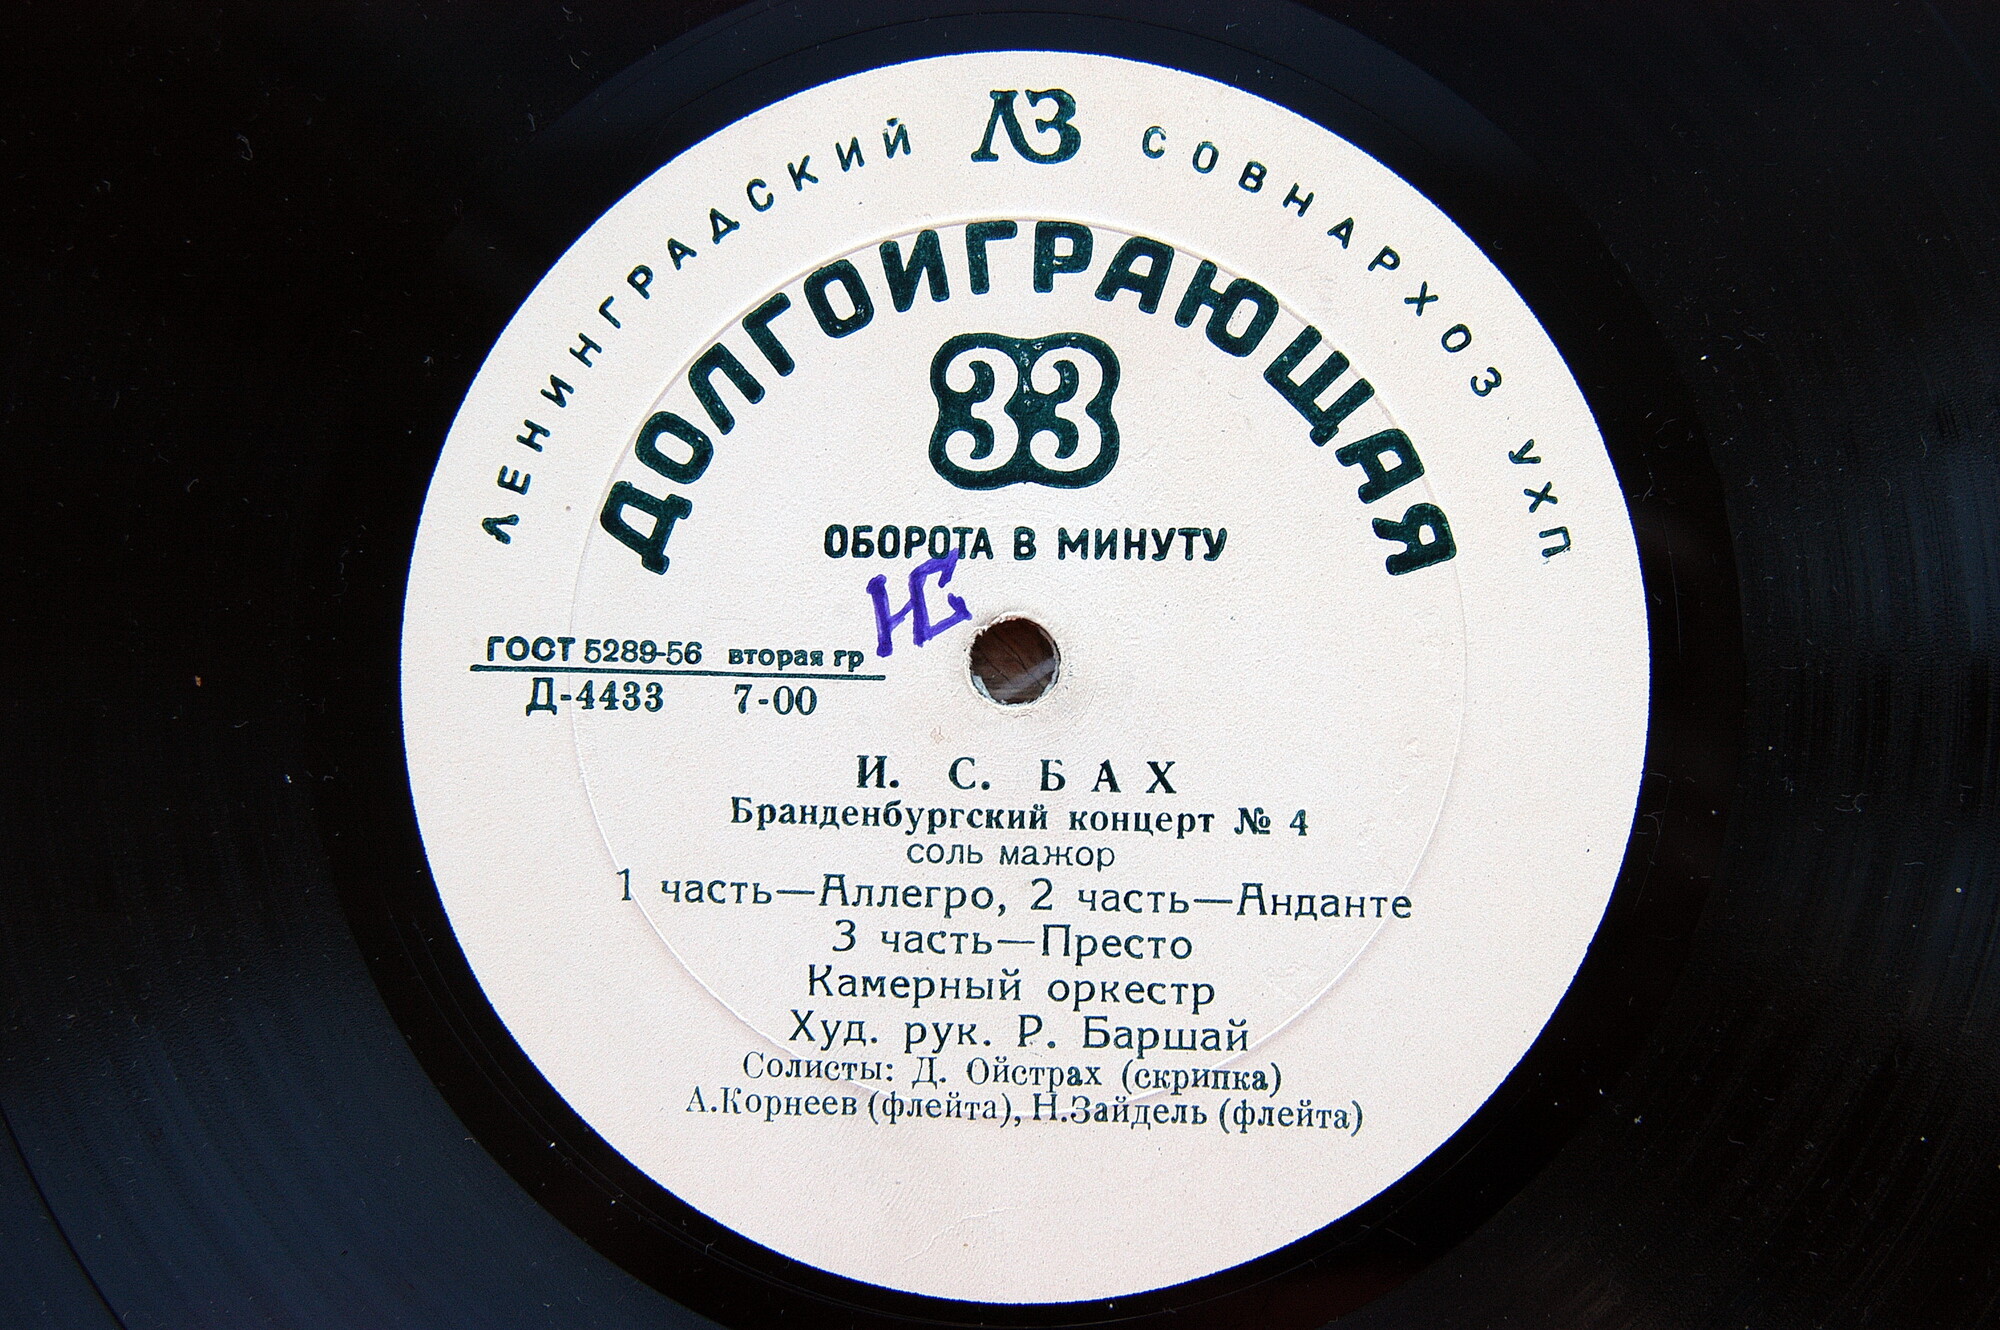 ЛЕНИНГРАДСКИЙ ЛЗ СОВНАРХОЗ УХП
ДОЛГОИГРАЮЩАЯ
33
ОБОРОТА В МИНУТУ
НС
ГОСТ 5289-56 вторая гр
Д-4433 7-00
И. С. БАХ
Бранденбургский концерт № 4
соль мажор
1 часть—Аллегро, 2 часть—Анданте
3 часть—Престо
Камерный оркестр
Худ. рук. Р. Баршай
Солисты: Д. Ойстрах (скрипка)
А.Корнеев (флейта), Н.Зайдель (флейта)